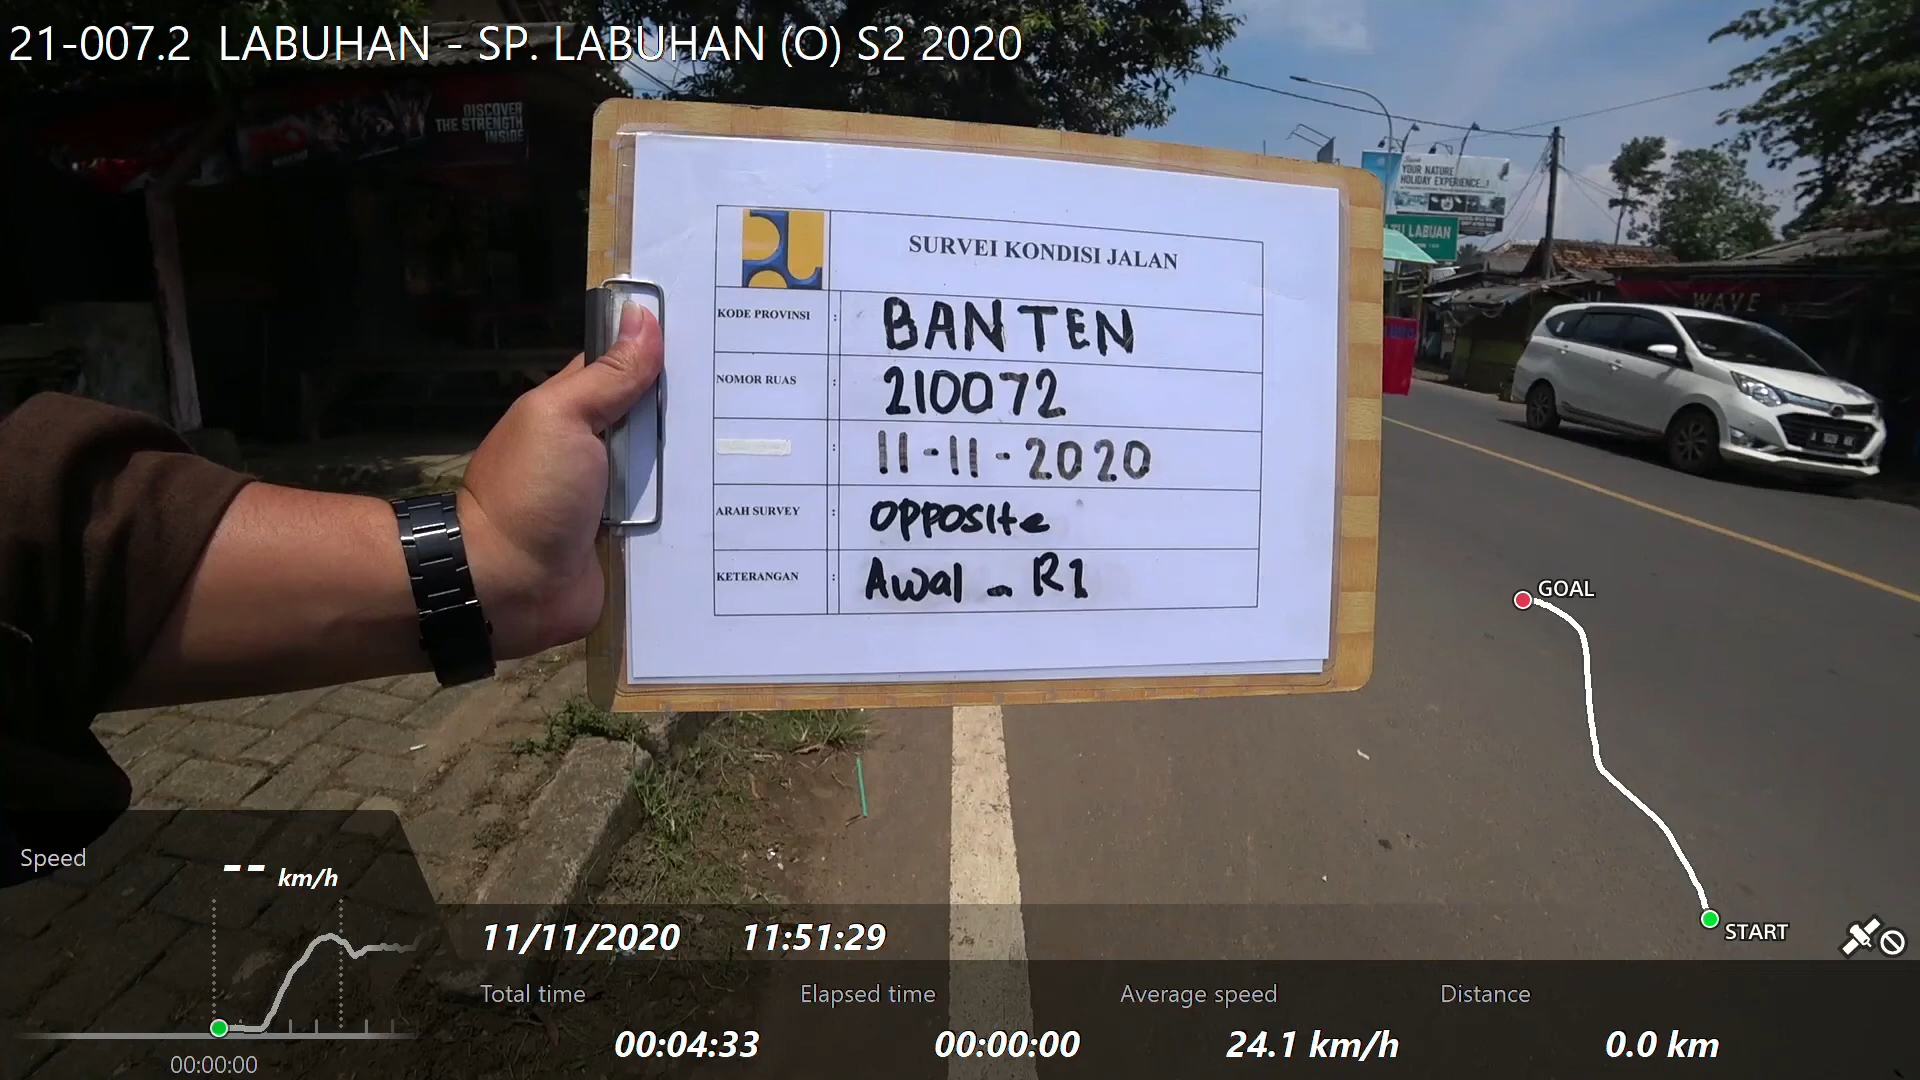 21-007.2 LABUHAN - SP. LABUHAN (O) S2 2020
DISCOVER
THE STRENGTH
INSIDE
YOUR NATURE
HOLIDAY EXPERIENCE...!
LABUAN
WAVE
SURVEI KONDISI JALAN
KODE PROVINSI : BANTEN
NOMOR RUAS : 210072
: 11-11-2020
ARAH SURVEY : opposite
KETERANGAN : Awal - R1
GOAL
START
Speed
-- km/h
00:00:00
11/11/2020 11:51:29
Total time Elapsed time Average speed Distance
00:04:33 00:00:00 24.1 km/h 0.0 km